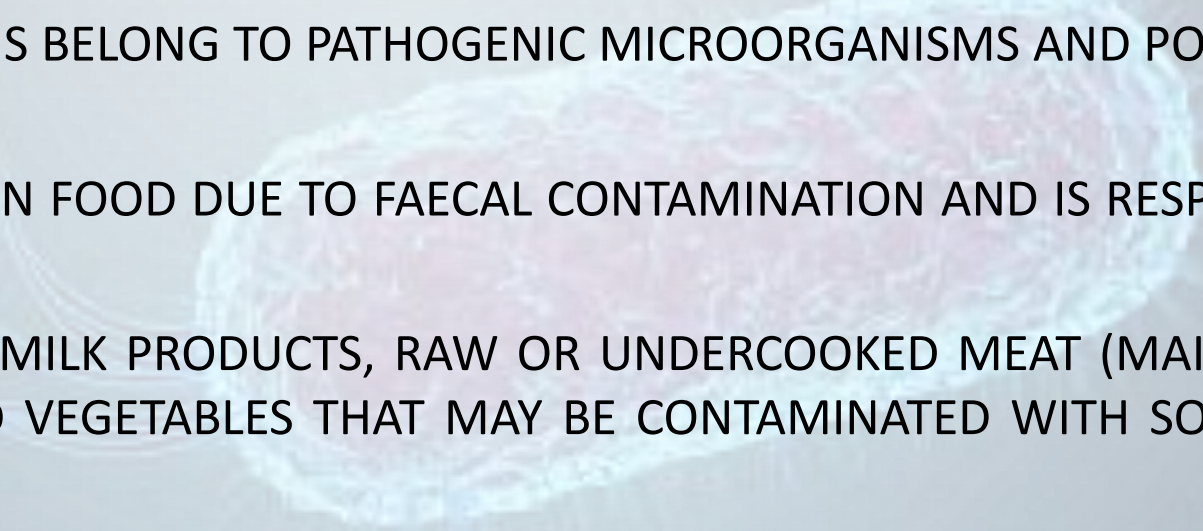 S BELONG TO PATHOGENIC MICROORGANISMS AND PO
N FOOD DUE TO FAECAL CONTAMINATION AND IS RESP
MILK PRODUCTS, RAW OR UNDERCOOKED MEAT (MAI
VEGETABLES THAT MAY BE CONTAMINATED WITH SO